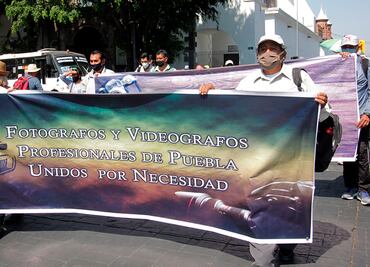 Fotografos y Videografos
Profesionales de Puebla
Unidos por Necesidad